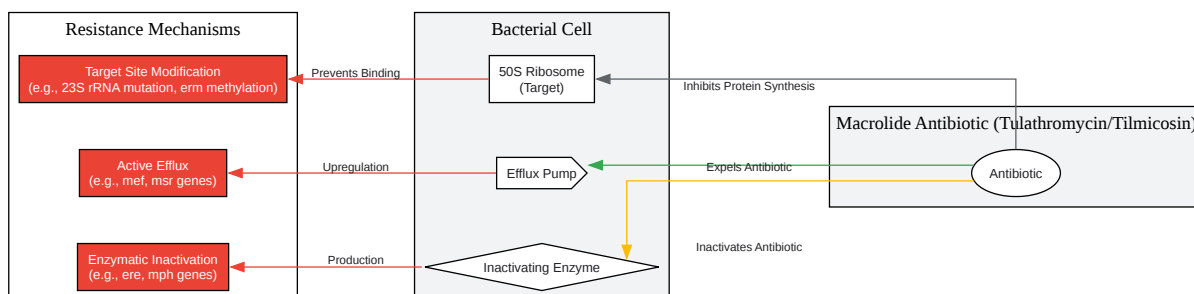 Resistance Mechanisms
Target Site Modification
(e.g., 23S rRNA mutation, erm methylation)
Active Efflux
(e.g., mef, msr genes)
Enzymatic Inactivation
(e.g., ere, mph genes)
Prevents Binding
Upregulation
Production
Bacterial Cell
50S Ribosome
(Target)
Efflux Pump
Inactivating Enzyme
Inhibits Protein Synthesis
Expels Antibiotic
Inactivates Antibiotic
Macrolide Antibiotic (Tulathromycin/Tilmicosin)
Antibiotic